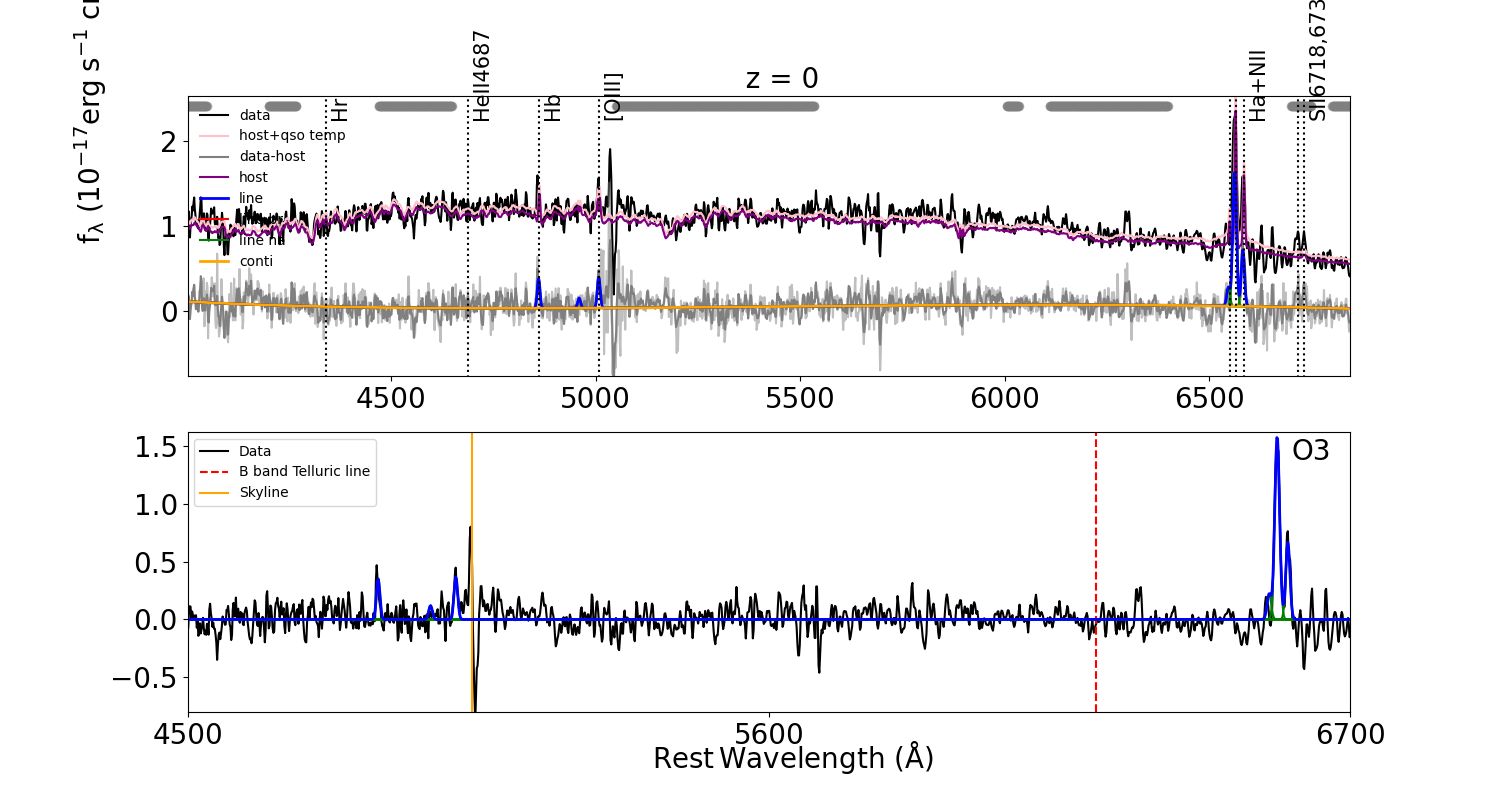 z = 0
f_λ (10^−17 erg s^−1 c
Hr
HeII4687
Hb
[OIII]
Ha+NII
SII6718,673
data
host+qso temp
data-host
host
line
line na
conti
2
1
0
4500
5000
5500
6000
6500
Data
B band Telluric line
Skyline
O3
1.5
1.0
0.5
0.0
−0.5
4500
5600
6700
Rest Wavelength (Å)